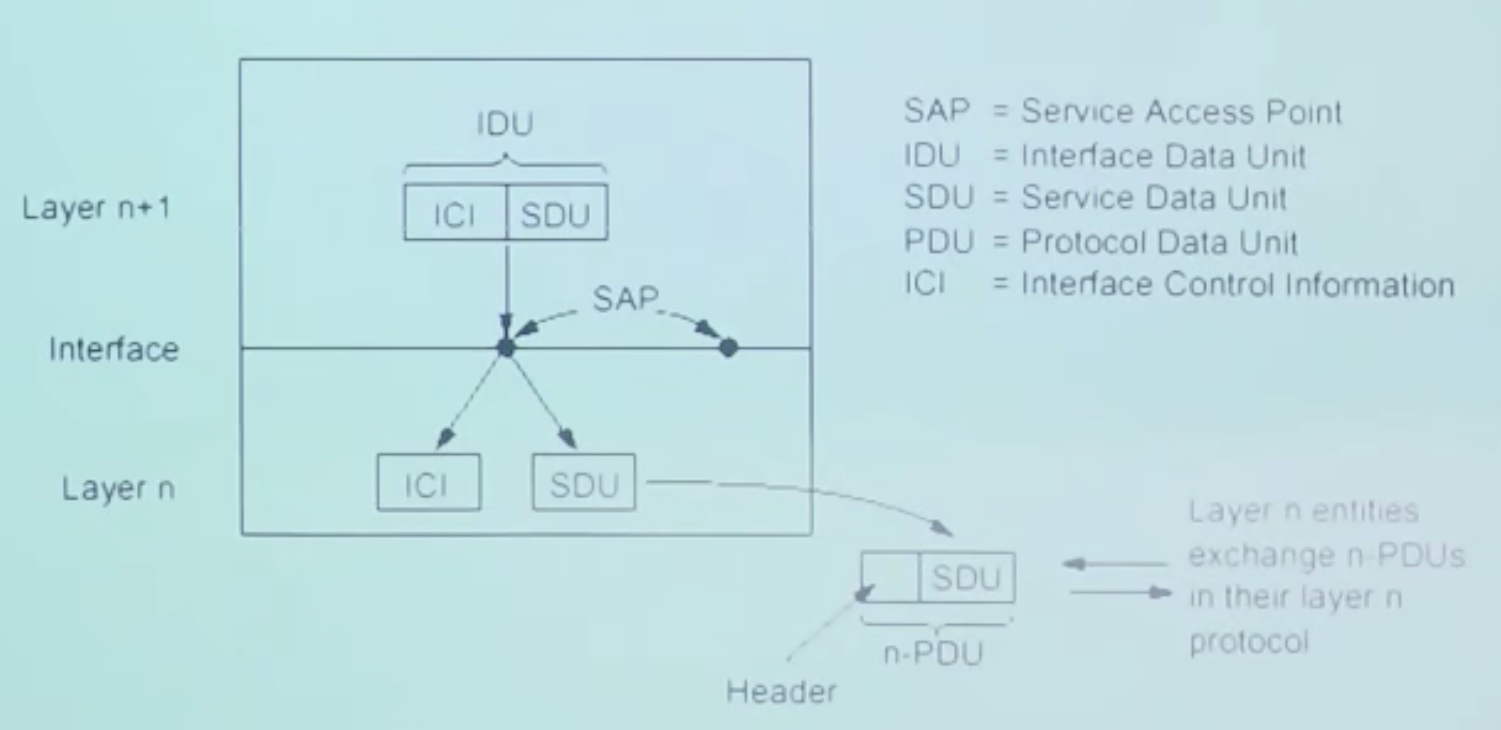 IDU
Layer n+1
ICI SDU
SAP
Interface
Layer n
ICI SDU
SAP = Service Access Point
IDU = Interface Data Unit
SDU = Service Data Unit
PDU = Protocol Data Unit
ICI = Interface Control Information
SDU
n-PDU
Header
Layer n entities
exchange n-PDUs
in their layer n
protocol